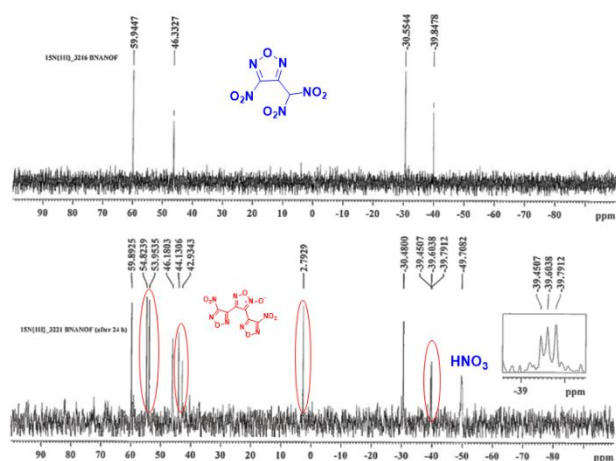 59.9447
46.3327
-30.5544
-39.8478
15N{1H}_3216 BNANOF
O
N N
O₂N NO₂
O₂N
90 80 70 60 50 40 30 20 10 0 -10 -20 -30 -40 -50 -60 -70 -80 ppm
59.8925
54.8239
53.9535
46.1803
44.1306
42.9343
2.7929
-30.4800
-39.4507
-39.6038
-39.7912
-49.7082
-39.4507
-39.6038
-39.7912
15N{1H}_3221 BNANOF (after 24 h)
O₂N N O N-O⁻
N N NO₂
O N N O N
HNO₃
-39 ppm
90 80 70 60 50 40 30 20 10 0 -10 -20 -30 -40 -50 -60 -70 -80 ppm